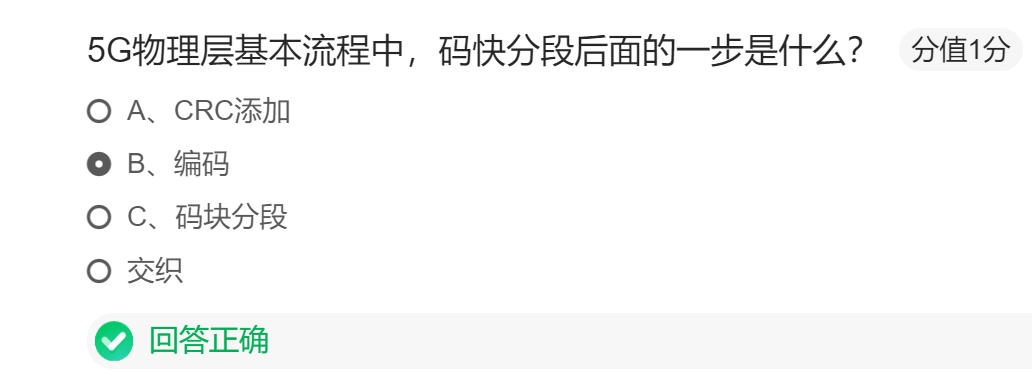 5G物理层基本流程中，码快分段后面的一步是什么？ 分值1分
A、CRC添加
B、编码
C、码块分段
交织
回答正确